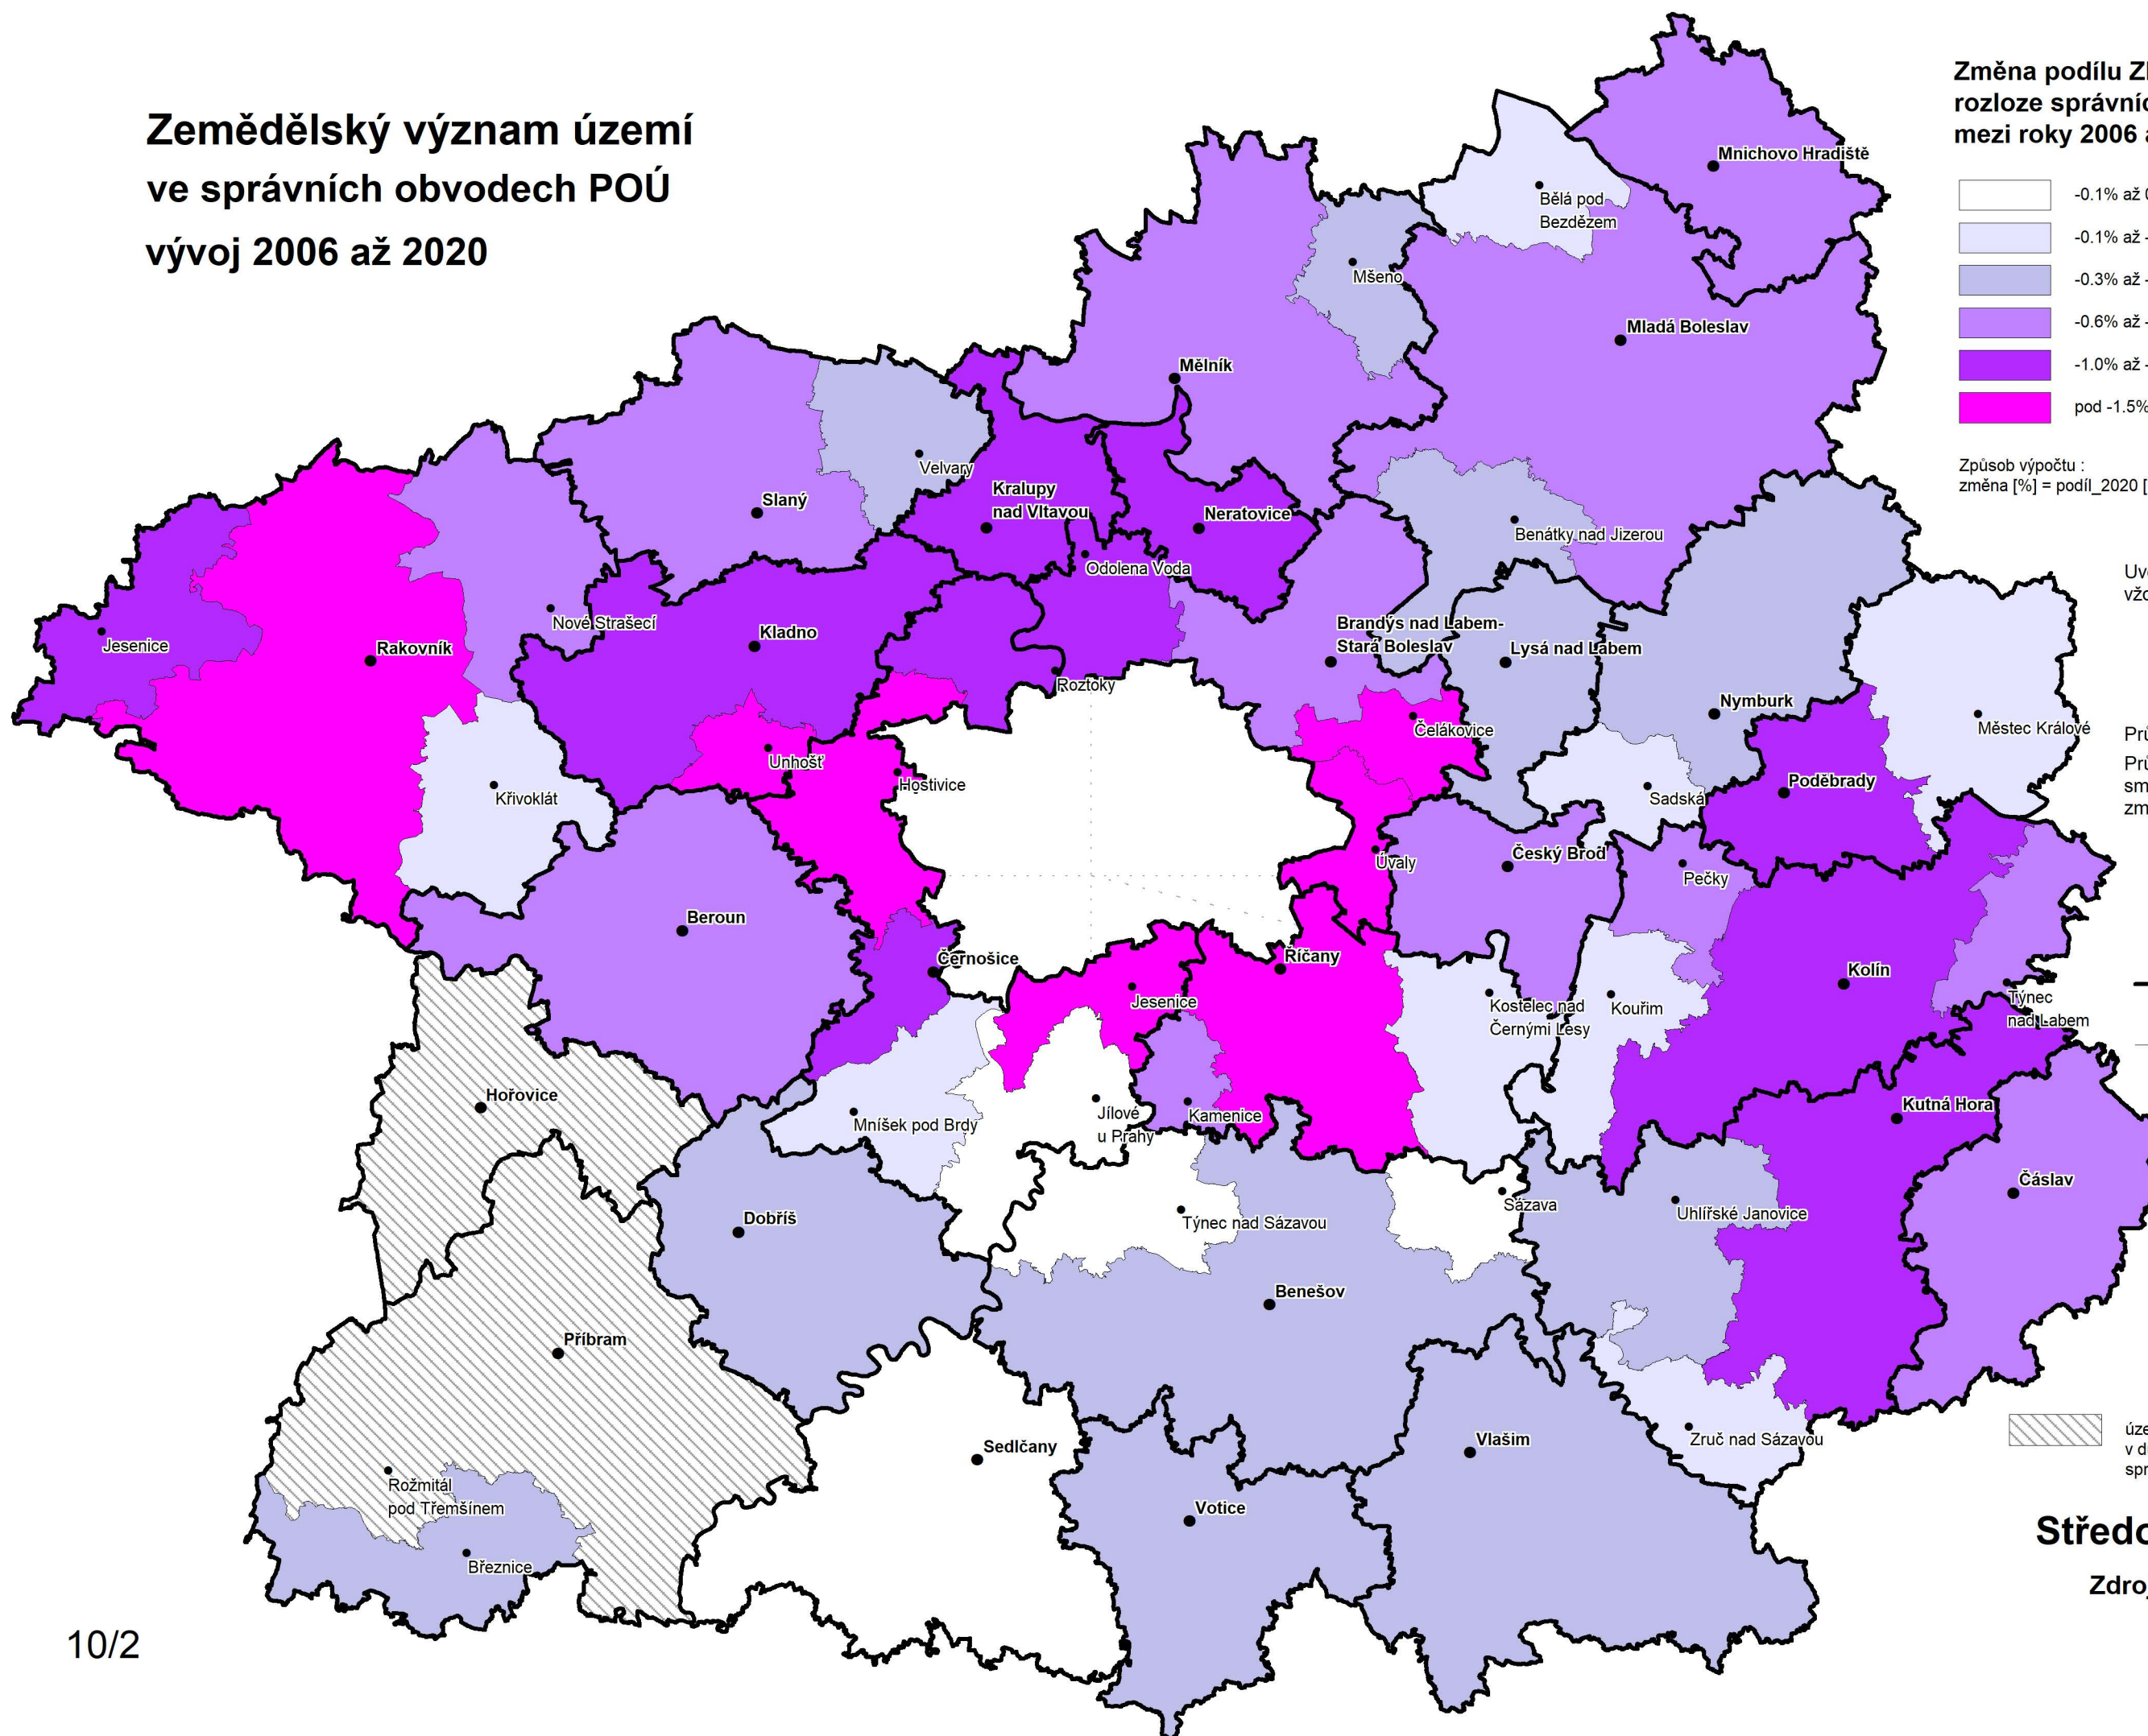 Zemědělský význam území
ve správních obvodech POÚ
vývoj 2006 až 2020
Změna podílu
rozloze
mezi roky 2006
-0.1% až
-0.1% až -
-0.3% až -
-0.6% až -
-1.0% až -
pod -1.5%
Způsob výpočtu :
změna [%] = podíl_2020 [
Mnichovo Hradiště
Bělá pod
Bezdězem
Mšeno
Mladá Boleslav
Mělník
Velvary
Slaný
Kralupy
nad Vltavou
Neratovice
Benátky nad Jizerou
Odolena Voda
Nové Strašecí
Jesenice
Rakovník
Kladno
Brandýs nad Labem-
Stará Boleslav
Lysá nad Labem
Roztoky
Nymburk
Městec Králové
Čelákovice
Unhošť
Hostivice
Křivoklát
Sadská
Poděbrady
Úvaly
Český Brod
Pečky
Beroun
Černošice
Říčany
Kolín
Jesenice
Kostelec nad
Černými Lesy
Kouřim
Týnec
nad Labem
Hořovice
Mníšek pod Brdy
Jílové
u Prahy
Kamenice
Kutná Hora
Čáslav
Dobříš
Týnec nad Sázavou
Sázava
Uhlířské Janovice
Benešov
Příbram
Sedlčany
Vlašim
Zruč nad Sázavou
Rožmitál
pod Třemšínem
Votice
Březnice
10/2